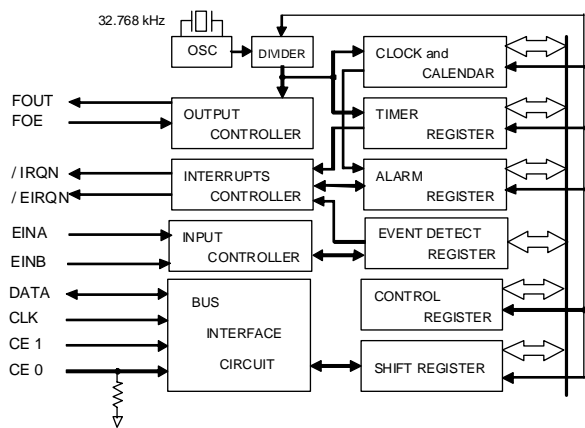 32.768 kHz
OSC
DIVIDER
CLOCK and
CALENDAR
FOUT
FOE
OUTPUT
CONTROLLER
TIMER
REGISTER
/ IRQN
/ EIRQN
INTERRUPTS
CONTROLLER
ALARM
REGISTER
EINA
EINB
INPUT
CONTROLLER
EVENT DETECT
REGISTER
DATA
CLK
CE 1
CE 0
BUS
INTERFACE
CIRCUIT
CONTROL
REGISTER
SHIFT REGISTER